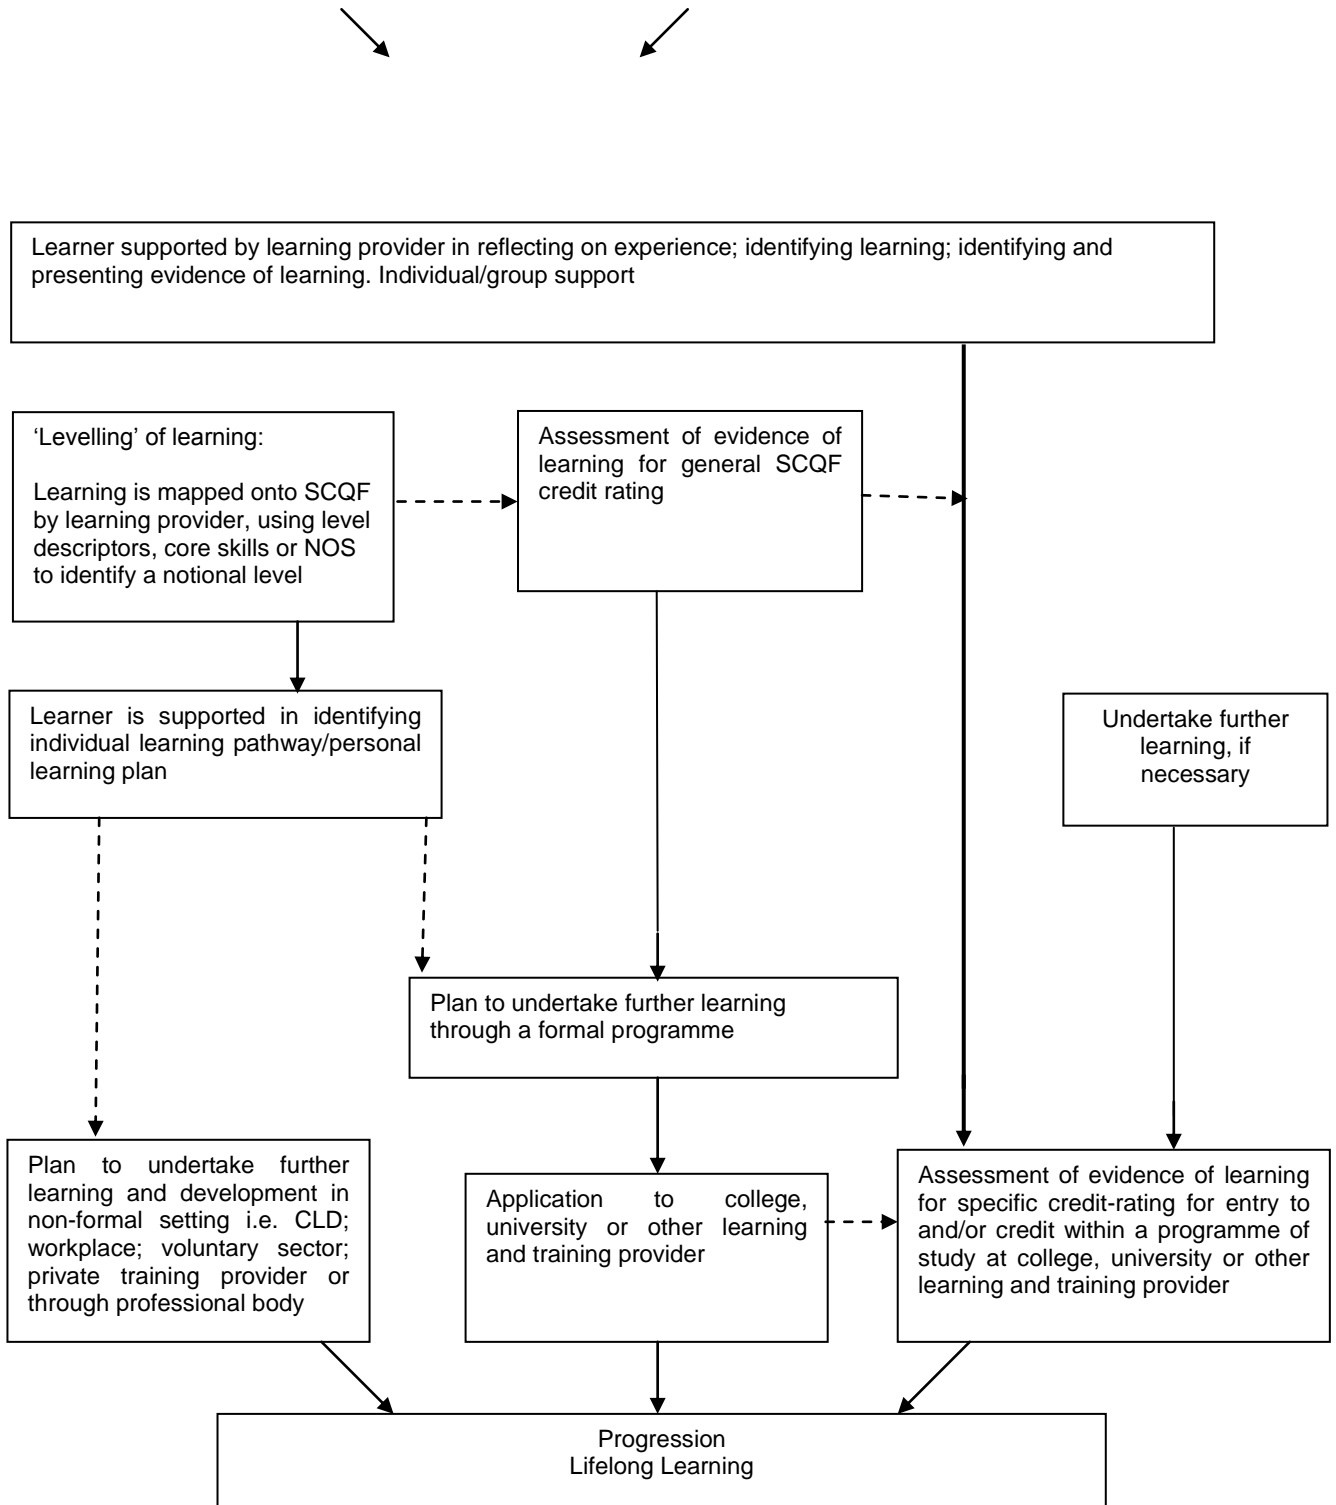 Learner supported by learning provider in reflecting on experience; identifying learning; identifying and
presenting evidence of learning. Individual/group support
‘Levelling’ of learning:
Learning is mapped onto SCQF
by learning provider, using level
descriptors, core skills or NOS
to identify a notional level
Assessment of evidence of
learning for general SCQF
credit rating
Learner is supported in identifying
individual learning pathway/personal
learning plan
Undertake further
learning, if
necessary
Plan to undertake further learning
through a formal programme
Plan to undertake further
learning and development in
non-formal setting i.e. CLD;
workplace; voluntary sector;
private training provider or
through professional body
Application to college,
university or other learning
and training provider
Assessment of evidence of learning
for specific credit-rating for entry to
and/or credit within a programme of
study at college, university or other
learning and training provider
Progression
Lifelong Learning